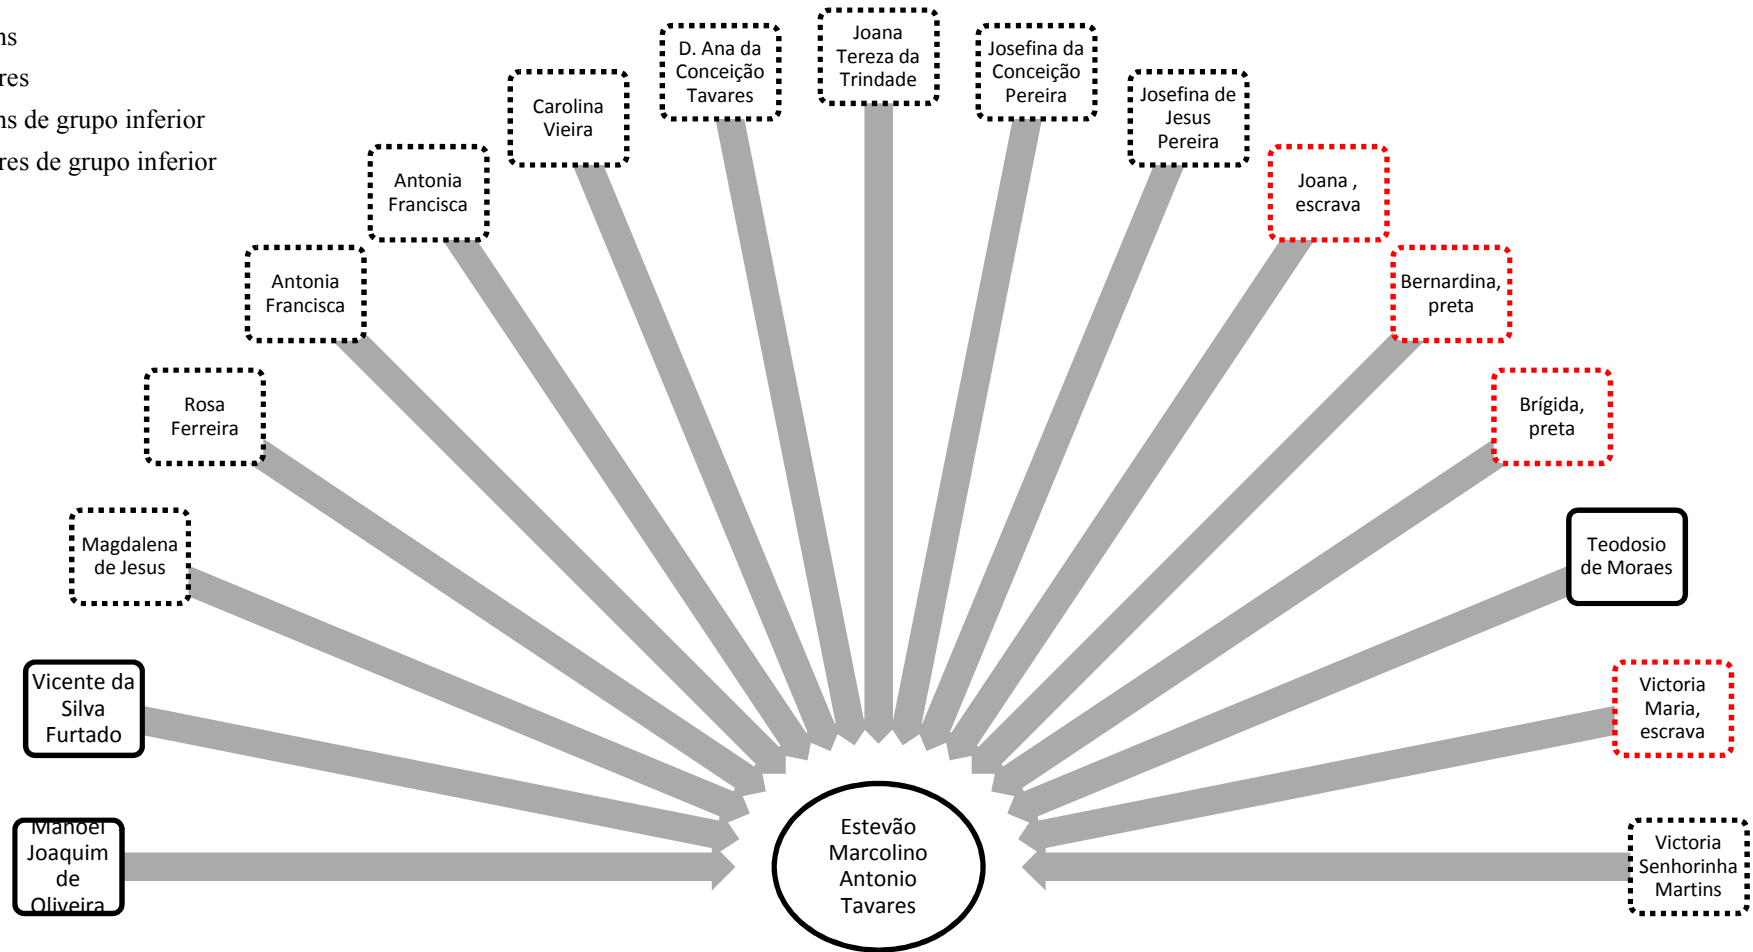 ns
res
ns de grupo inferior
res de grupo inferior
Joana
Tereza da
Trindade
D. Ana da
Conceição
Tavares
Josefina da
Conceição
Pereira
Carolina
Vieira
Josefina de
Jesus
Pereira
Antonia
Francisca
Joana ,
escrava
Antonia
Francisca
Bernardina,
preta
Rosa
Ferreira
Brígida,
preta
Magdalena
de Jesus
Teodosio
de Moraes
Vicente da
Silva
Furtado
Victoria
Maria,
escrava
Manoel
Joaquim
de
Oliveira
Estevão
Marcolino
Antonio
Tavares
Victoria
Senhorinha
Martins